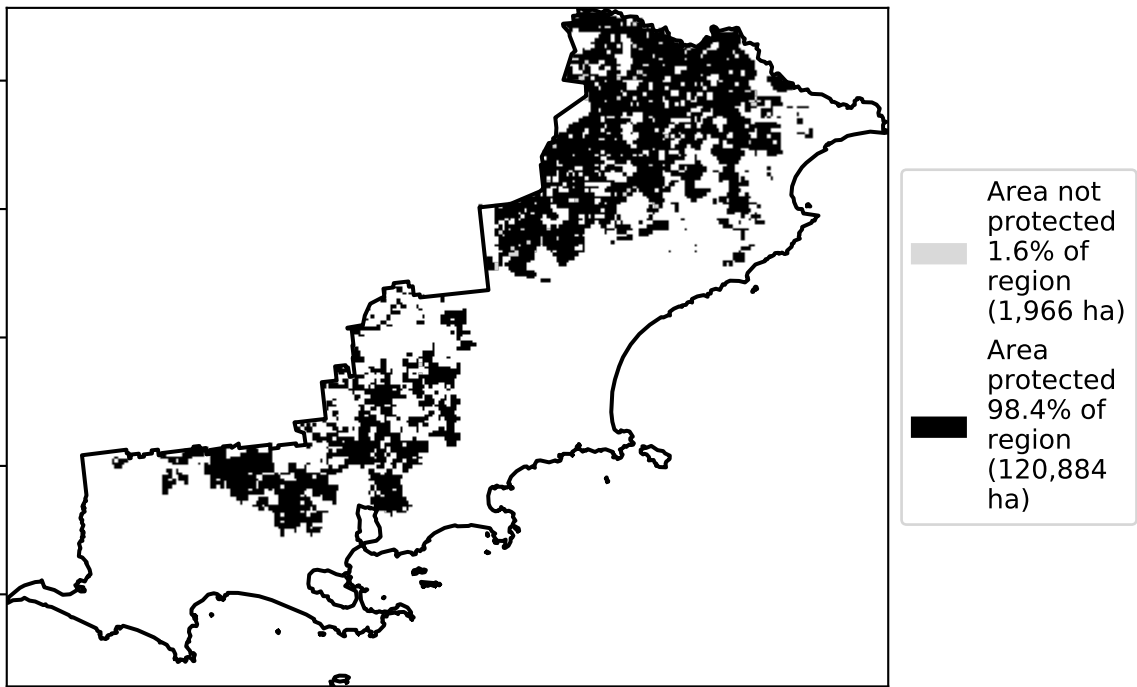 Area not
protected
1.6% of
region
(1,966 ha)
Area
protected
98.4% of
region
(120,884
ha)